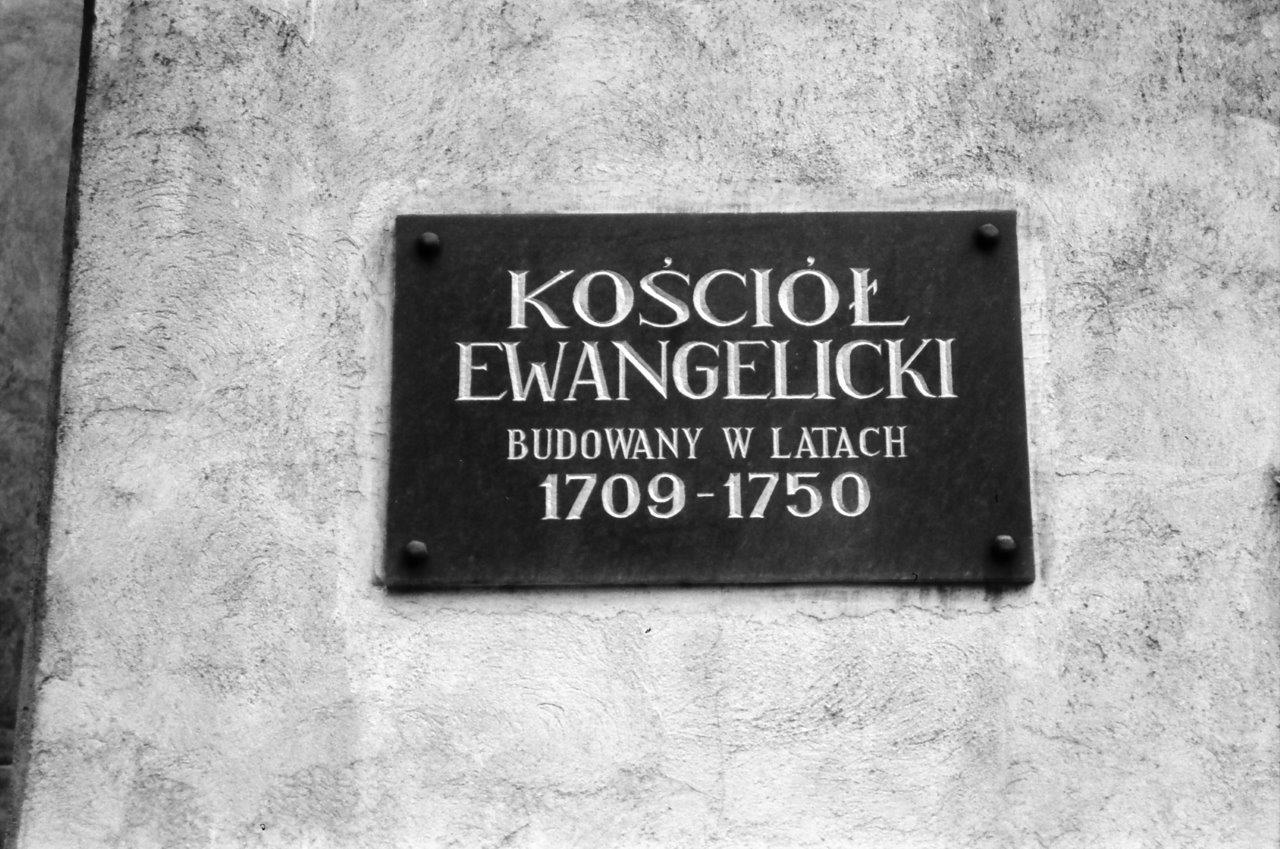 KOŚCIÓŁ
EWANGELICKI
BUDOWANY W LATACH
1709-1750